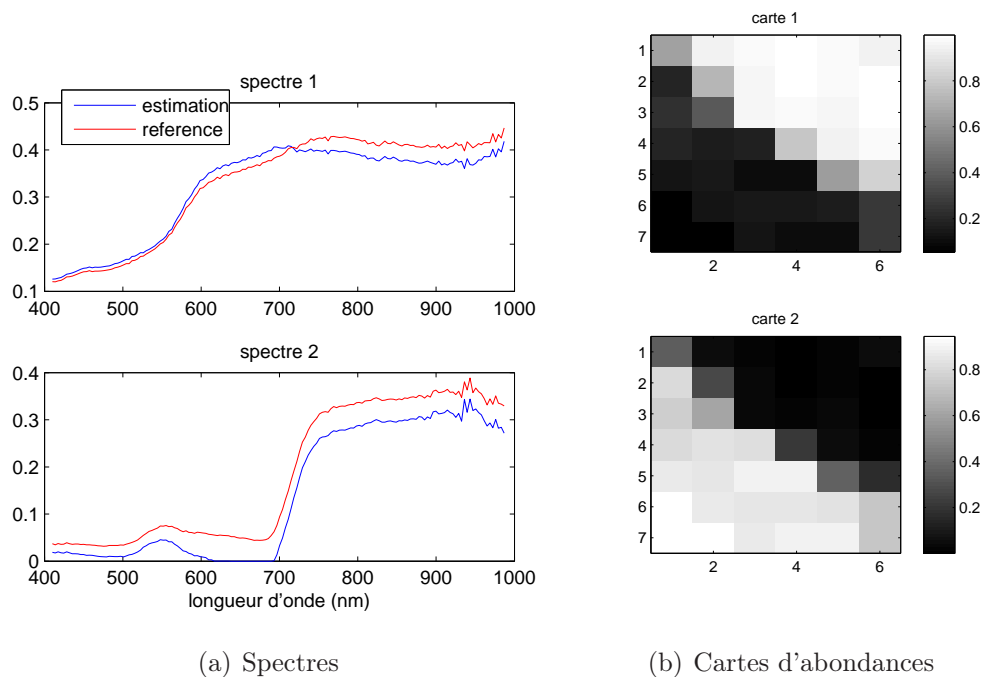 spectre 1
estimation
reference
0.5
0.4
0.3
0.2
0.1
400 500 600 700 800 900 1000
spectre 2
0.4
0.3
0.2
0.1
0
400 500 600 700 800 900 1000
longueur d'onde (nm)
(a) Spectres
carte 1
1
2
3
4
5
6
7
2 4 6
0.8
0.6
0.4
0.2
carte 2
1
2
3
4
5
6
7
2 4 6
0.8
0.6
0.4
0.2
(b) Cartes d'abondances